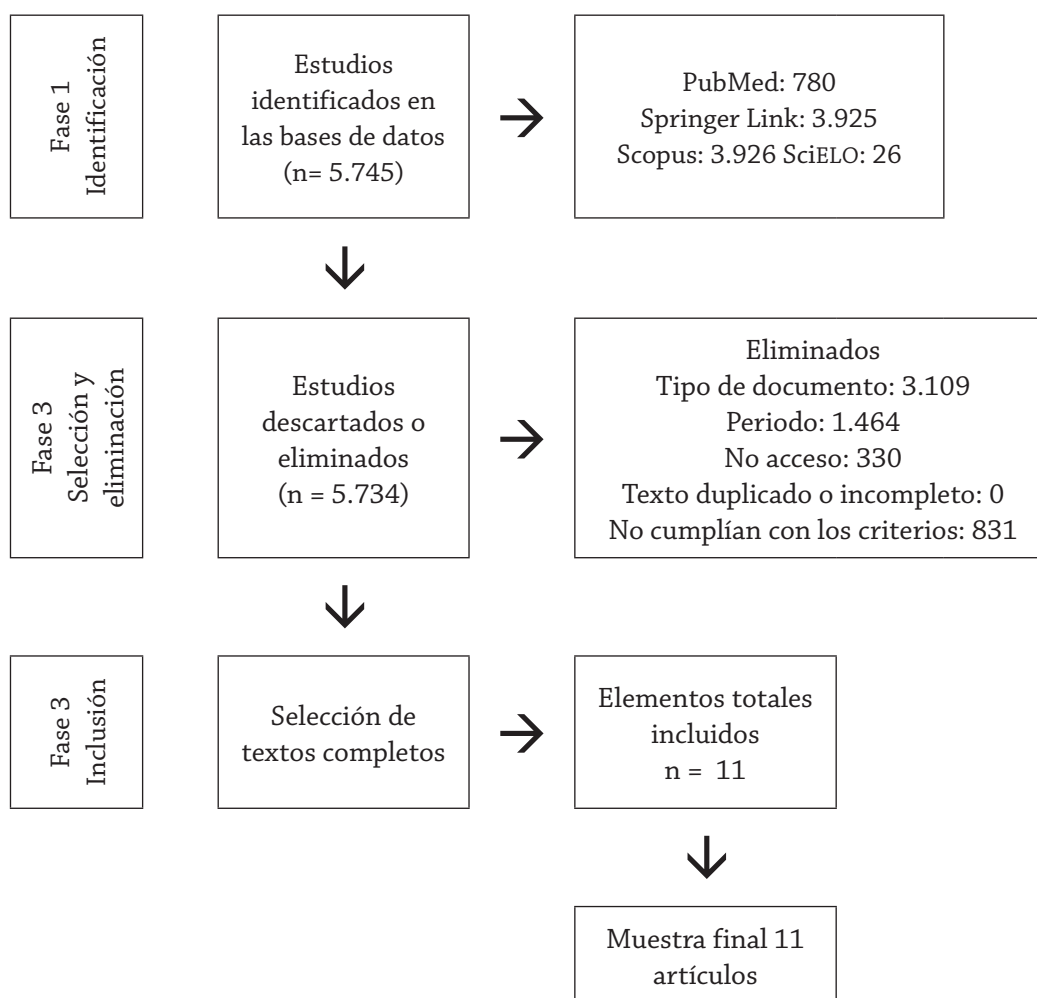 Fase 1
Identificación
Estudios
identificados en
las bases de datos
(n= 5.745)
PubMed: 780
Springer Link: 3.925
Scopus: 3.926 SciELO: 26
Fase 3
Selección y
eliminación
Estudios
descartados o
eliminados
(n = 5.734)
Eliminados
Tipo de documento: 3.109
Periodo: 1.464
No acceso: 330
Texto duplicado o incompleto: 0
No cumplían con los criterios: 831
Fase 3
Inclusión
Selección de
textos completos
Elementos totales
incluidos
n = 11
Muestra final 11
artículos